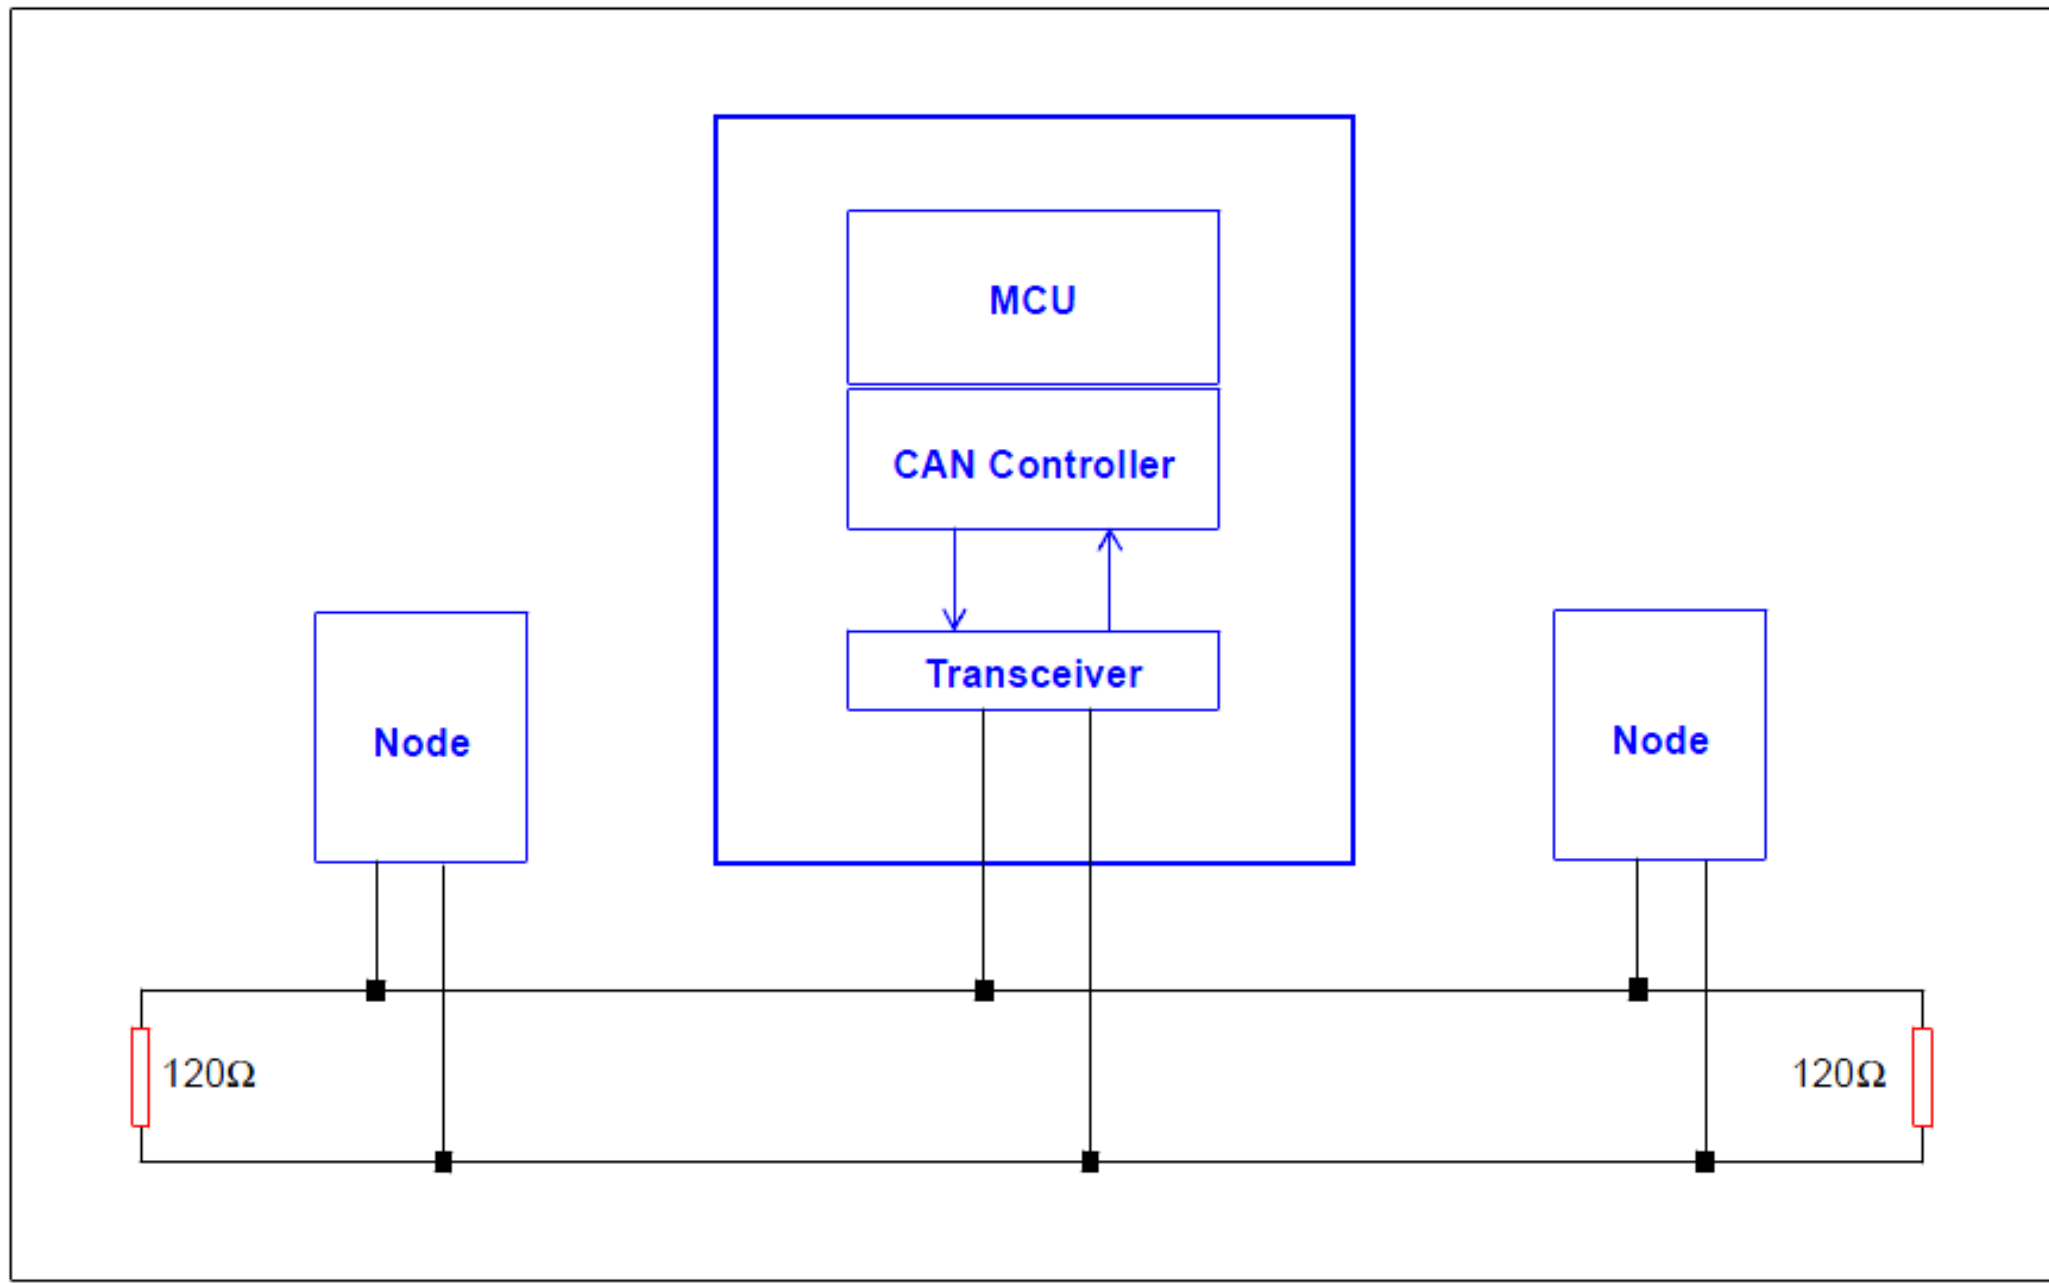 MCU
CAN Controller
Transceiver
Node
Node
120Ω
120Ω